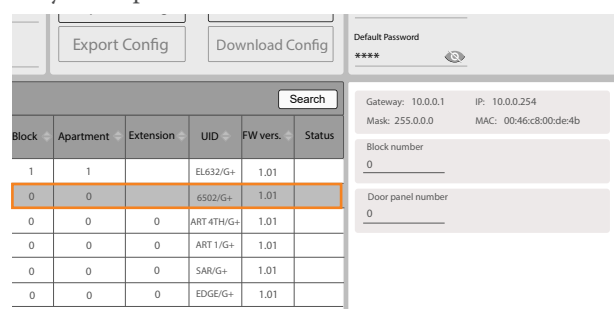 Export Config
Download Config
Default Password
****
Search
Block Apartment Extension UID FW vers. Status
1 1 EL632/G+ 1.01
0 0 6502/G+ 1.01
0 0 0 ART 4TH/G+ 1.01
0 0 0 ART 1/G+ 1.01
0 0 0 SAR/G+ 1.01
0 0 0 EDGE/G+ 1.01
Gateway: 10.0.0.1 IP: 10.0.0.254
Mask: 255.0.0.0 MAC: 00:46:c8:00:de:4b
Block number
0
Door panel number
0